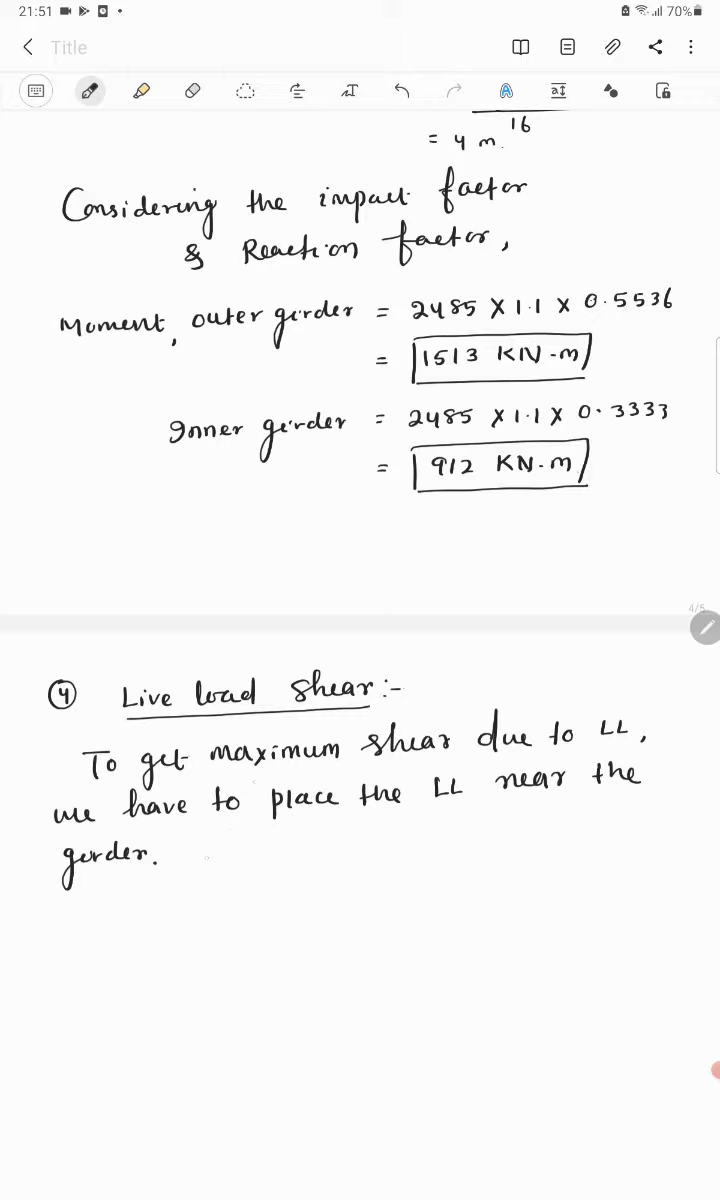 21:51
70%
Title
16
= 4 m.
Considering the impact factor
& Reaction factor,
Moment, outer girder = 2485 X 1.1 X 0.5536
= 1513 KN-m
Inner girder = 2485 X 1.1 X 0.3333
= 912 KN-m
4/5
④ Live load shear :-
To get maximum shear due to LL,
we have to place the LL near the
girder.